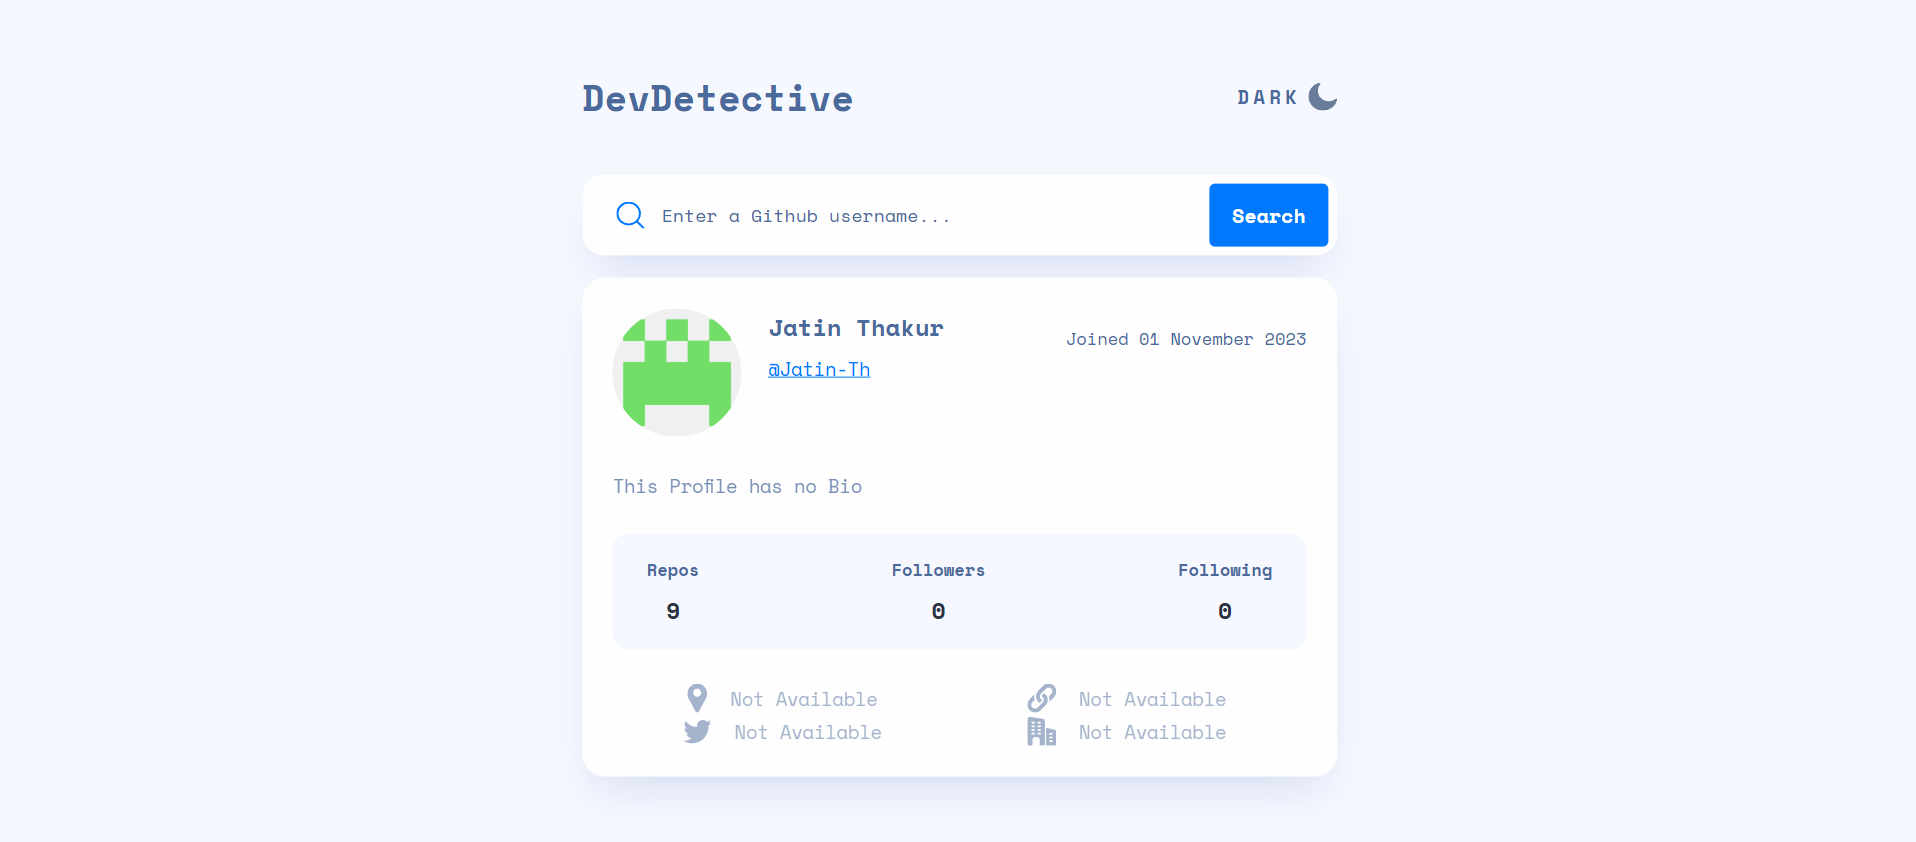 DevDetective
DARK
Enter a Github username...
Search
Jatin Thakur
Joined 01 November 2023
@Jatin-Th
This Profile has no Bio
Repos Followers Following
9 0 0
Not Available Not Available
Not Available Not Available